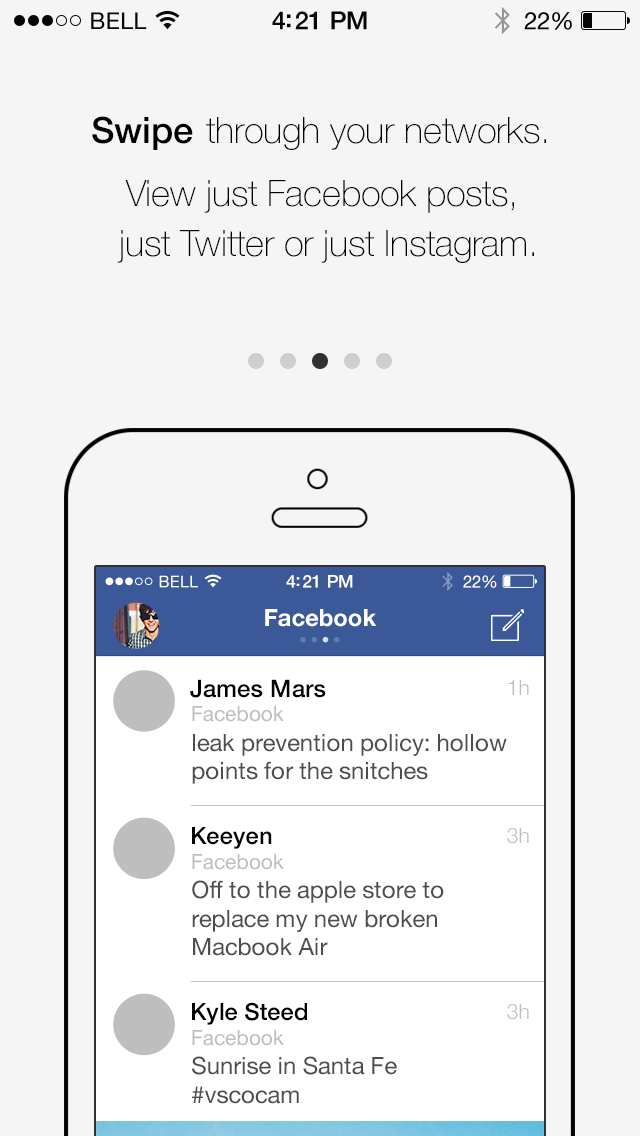 BELL 4:21 PM 22%
Swipe through your networks.
View just Facebook posts,
just Twitter or just Instagram.
BELL 4:21 PM 22%
Facebook
James Mars 1h
Facebook
leak prevention policy: hollow
points for the snitches
Keeyen 3h
Facebook
Off to the apple store to
replace my new broken
Macbook Air
Kyle Steed 3h
Facebook
Sunrise in Santa Fe
#vscocam